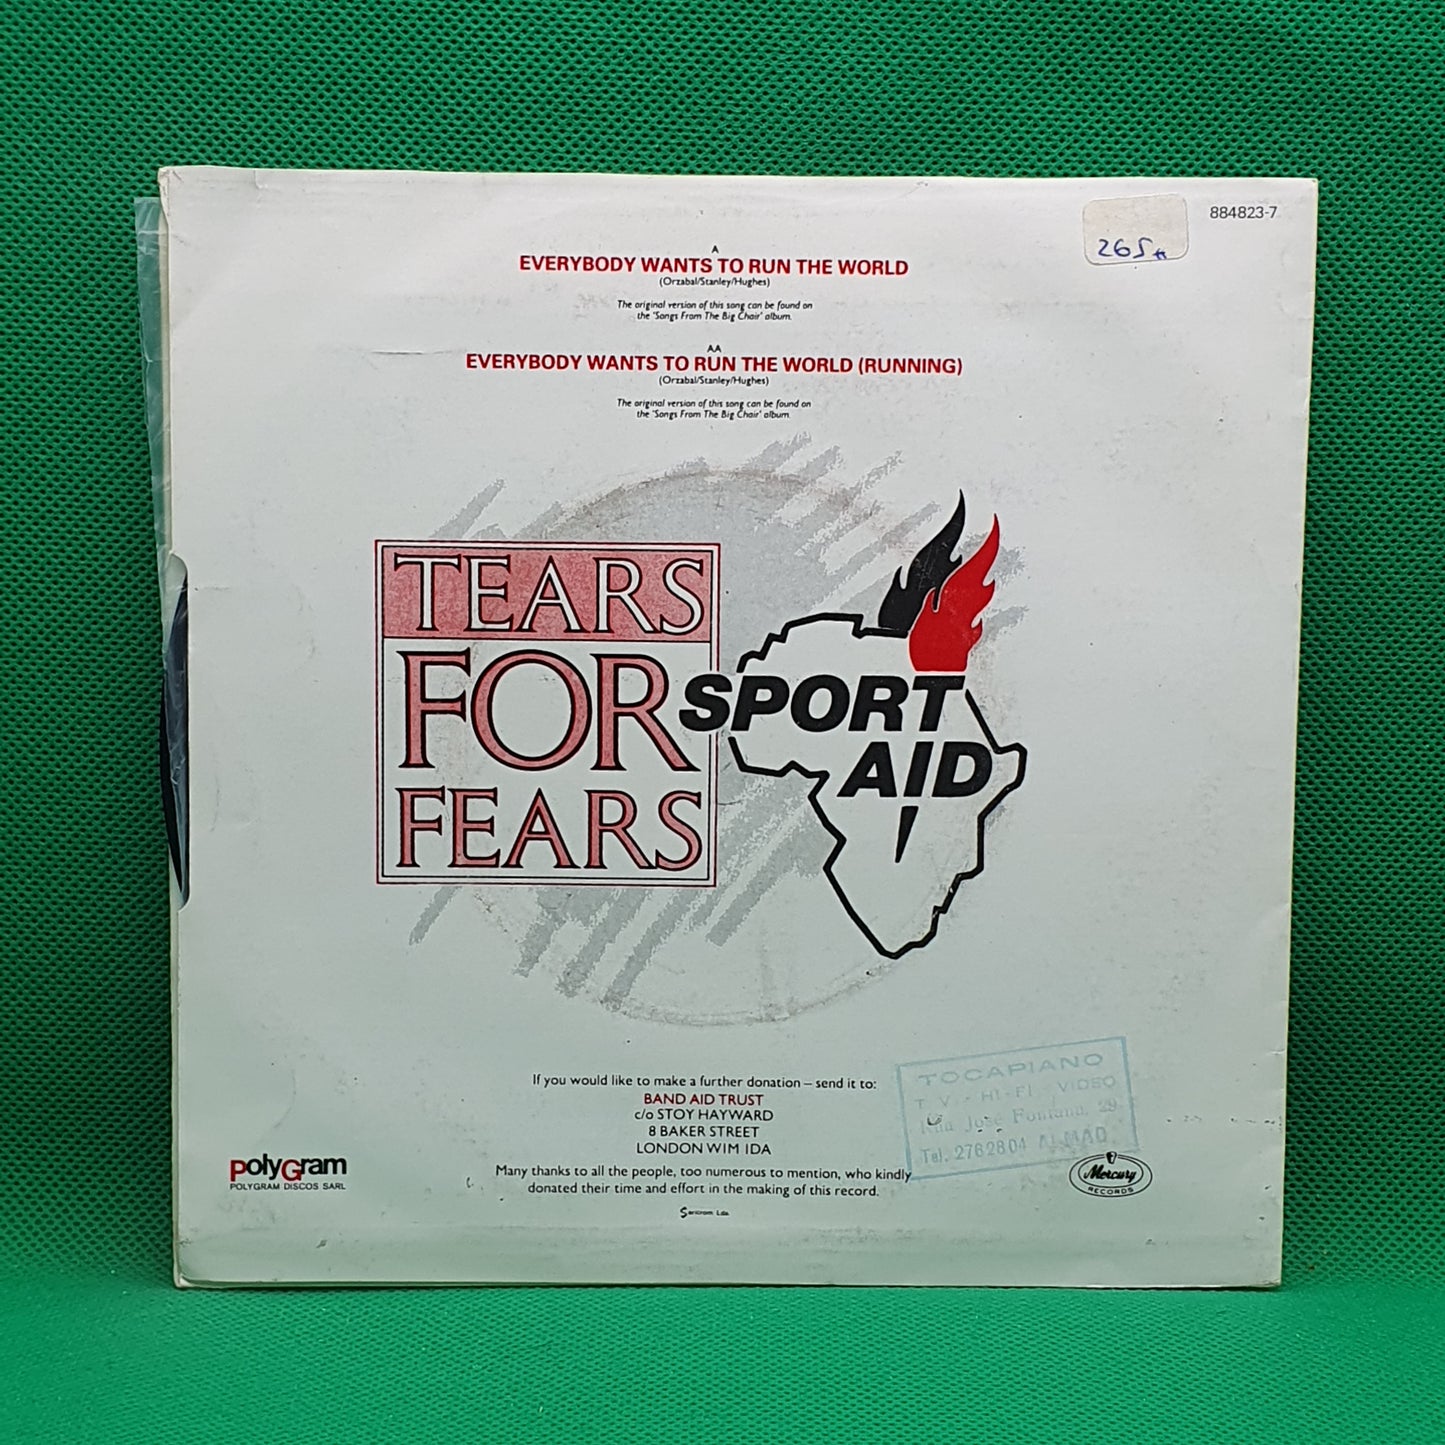 884823-7
265
A
EVERYBODY WANTS TO RUN THE WORLD
(Orzabal/Stanley/Hughes)
The original version of this song can be found on
the 'Songs From The Big Chair' album.
AA
EVERYBODY WANTS TO RUN THE WORLD (RUNNING)
(Orzabal/Stanley/Hughes)
The original version of this song can be found on
the 'Songs From The Big Chair' album.
TEARS
FOR
FEARS
SPORT
AID
If you would like to make a further donation – send it to:
BAND AID TRUST
c/o STOY HAYWARD
8 BAKER STREET
LONDON WIM IDA
Many thanks to all the people, too numerous to mention, who kindly
donated their time and effort in the making of this record.
PolyGram
POLYGRAM DISCOS SARL
TOCAPIANO
T. V. - HI-FI, VIDEO
Rua José Fontana, 29
Tel. 2762804 ALMAD
Mercury
RECORDS